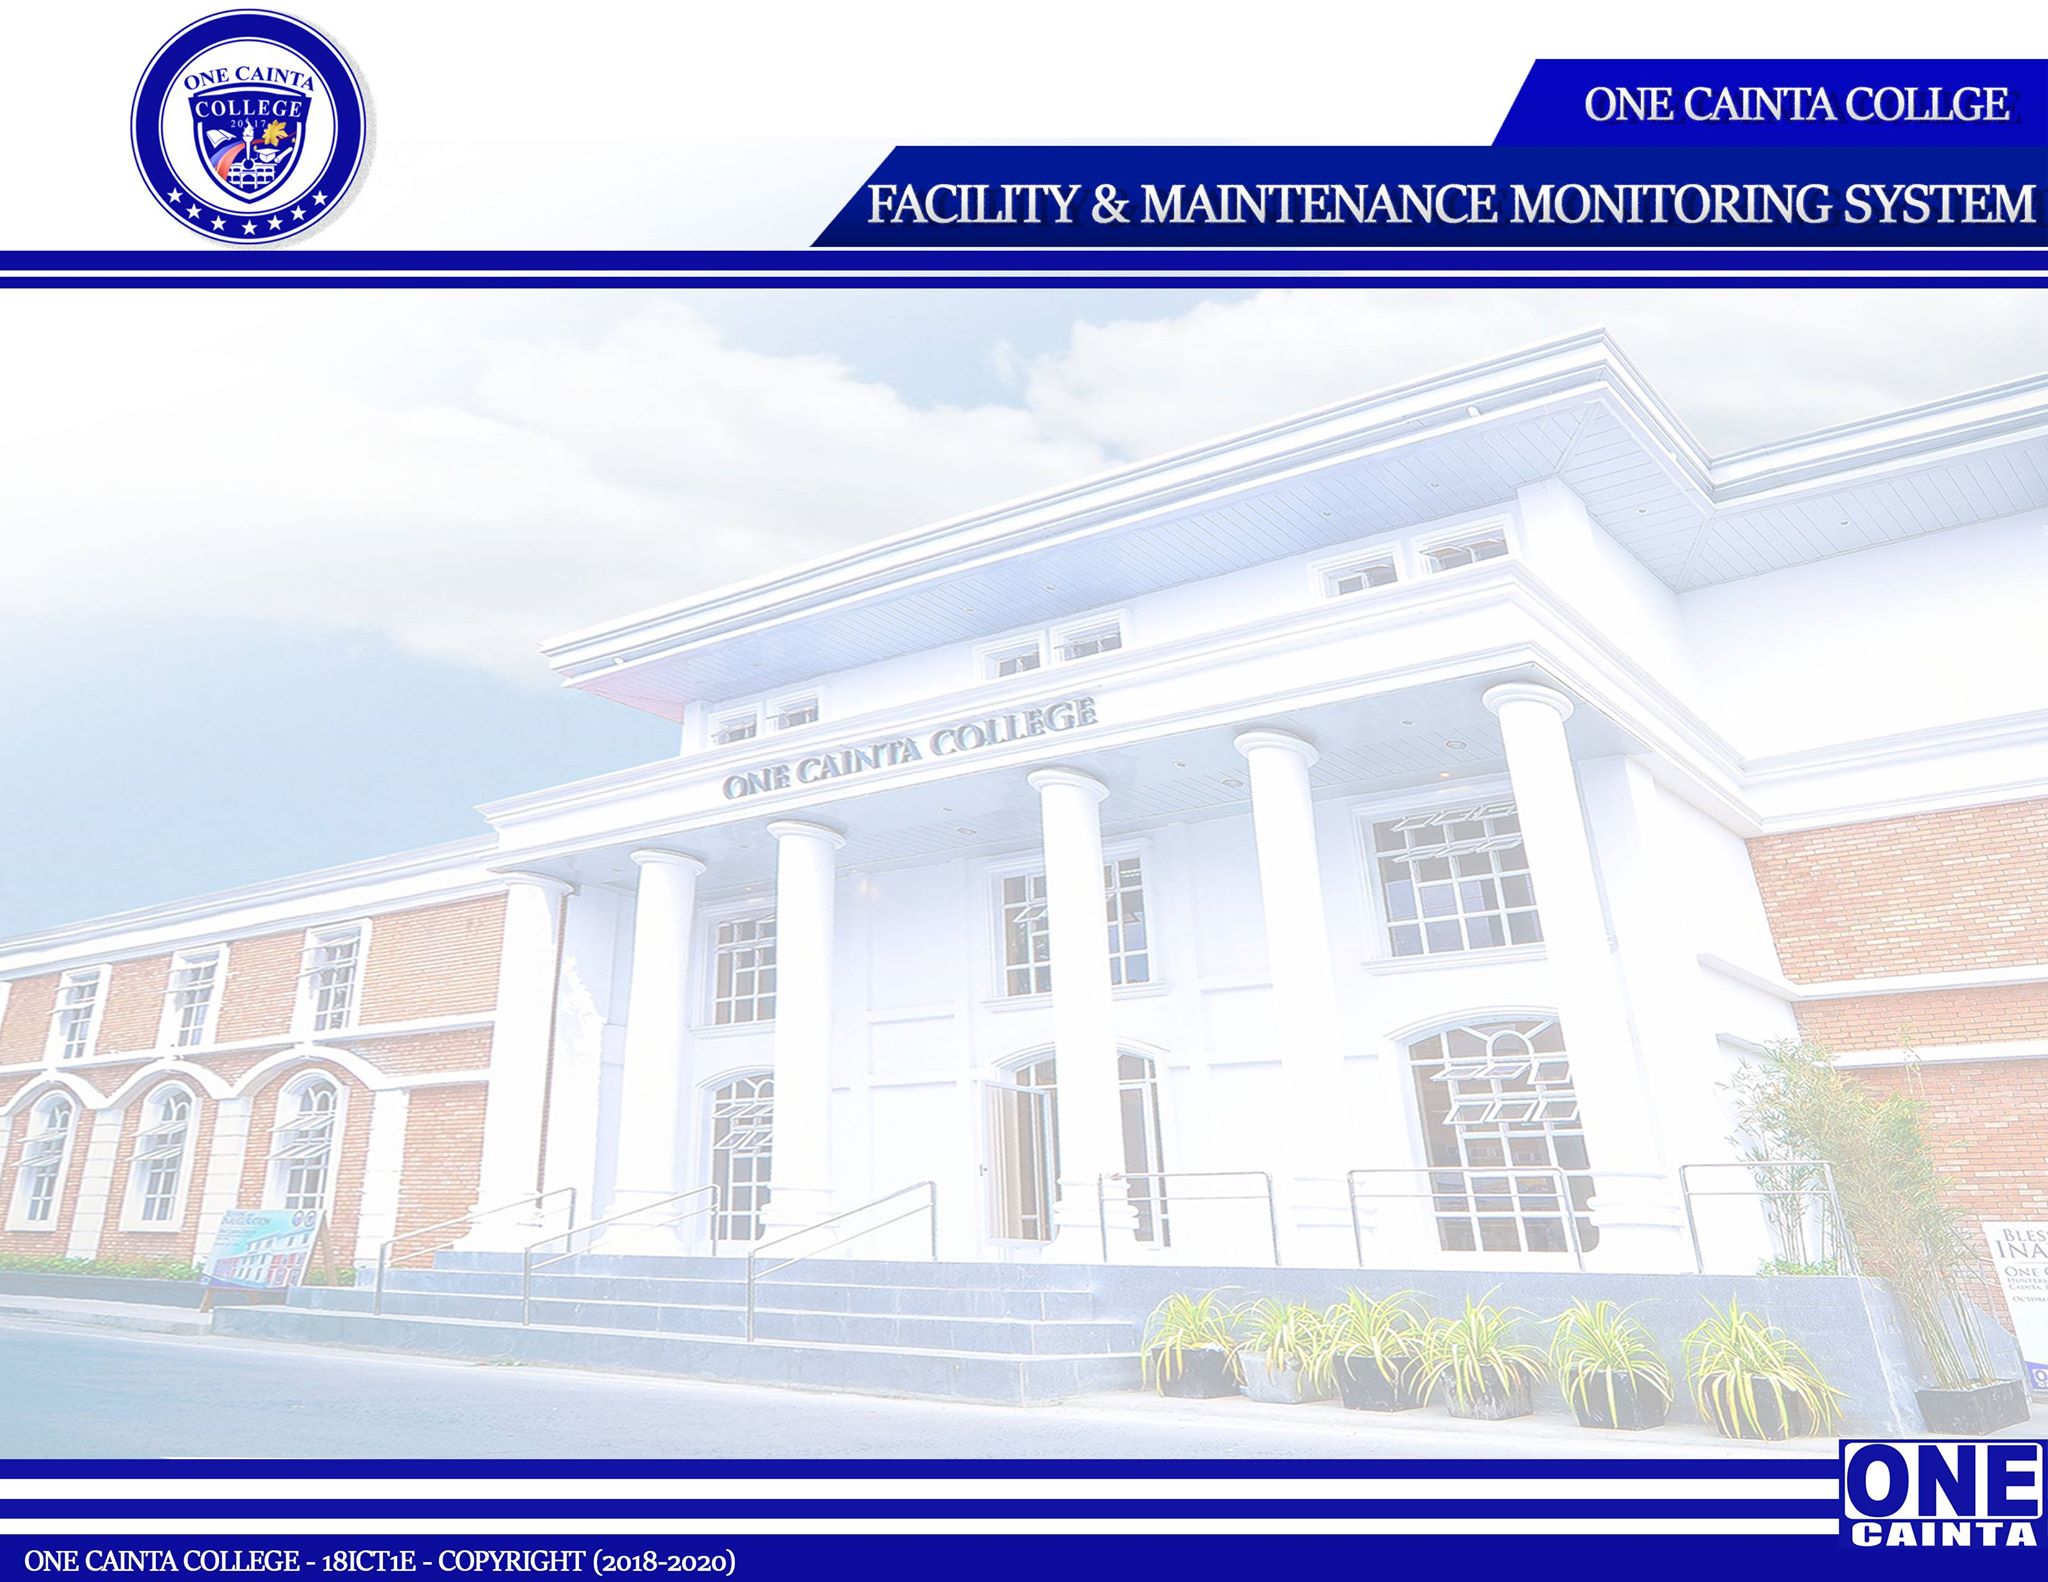 ONE CAINTA
COLLEGE
2017
ONE CAINTA COLLGE
FACILITY & MAINTENANCE MONITORING SYSTEM
ONE CAINTA COLLEGE
INAUGURATION
BLES
INA
ONE
ONE
CAINTA
ONE CAINTA COLLEGE - 18ICT1E - COPYRIGHT (2018-2020)